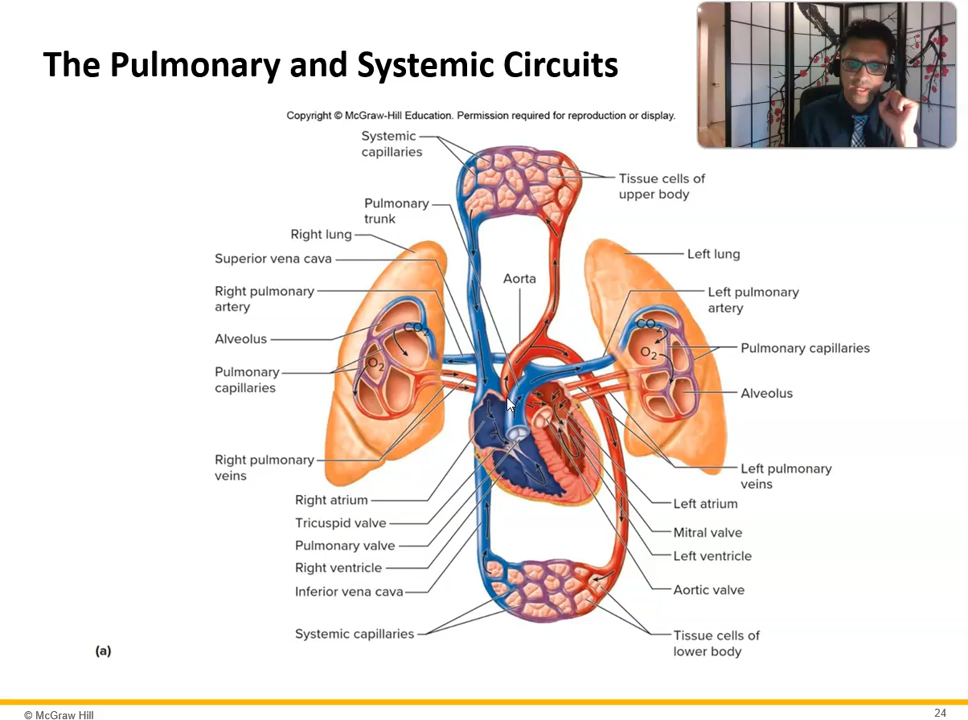 The Pulmonary and Systemic Circuits
Copyright © McGraw-Hill Education. Permission required for reproduction or display.
Systemic
capillaries
Tissue cells of
upper body
Pulmonary
trunk
Right lung
Left lung
Superior vena cava
Aorta
Right pulmonary
artery
Left pulmonary
artery
CO2
CO2
Alveolus
O2
O2
Pulmonary capillaries
Pulmonary
capillaries
Alveolus
Right pulmonary
veins
Left pulmonary
veins
Right atrium
Left atrium
Tricuspid valve
Mitral valve
Pulmonary valve
Left ventricle
Right ventricle
Inferior vena cava
Aortic valve
Systemic capillaries
Tissue cells of
lower body
(a)
© McGraw Hill
24